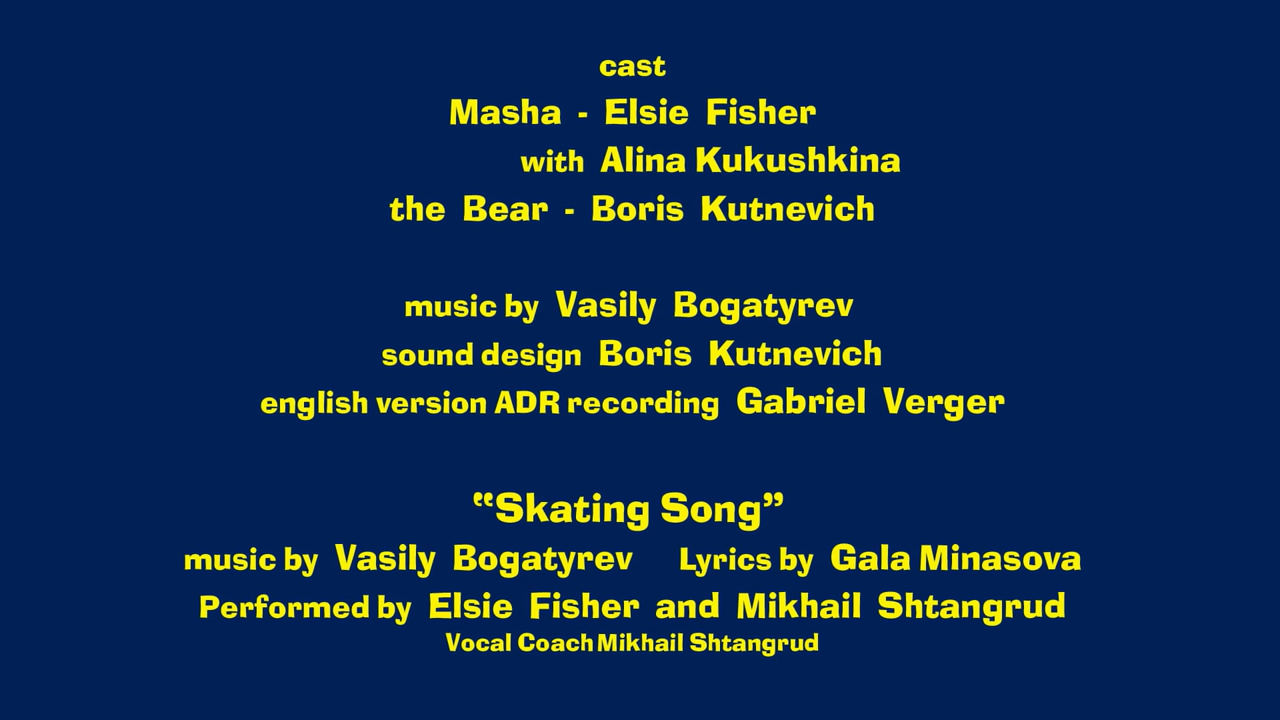 cast
Masha - Elsie Fisher
with Alina Kukushkina
the Bear - Boris Kutnevich
music by Vasily Bogatyrev
sound design Boris Kutnevich
english version ADR recording Gabriel Verger
“Skating Song”
music by Vasily Bogatyrev Lyrics by Gala Minasova
Performed by Elsie Fisher and Mikhail Shtangrud
Vocal Coach Mikhail Shtangrud